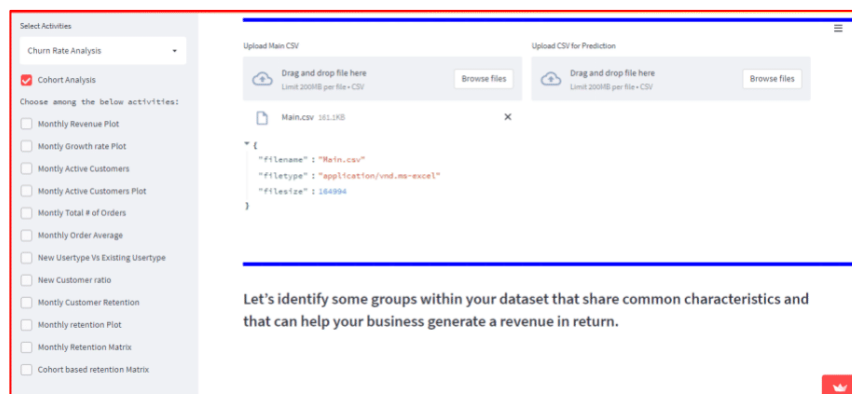 Select Activities
Churn Rate Analysis
Cohort Analysis
Choose among the below activities:
Monthly Revenue Plot
Montly Growth rate Plot
Montly Active Customers
Montly Active Customers Plot
Montly Total # of Orders
Monthly Order Average
New Usertype Vs Existing Usertype
New Customer ratio
Montly Customer Retention
Monthly retention Plot
Monthly Retention Matrix
Cohort based retention Matrix
Upload Main CSV
Drag and drop file here
Limit 200MB per file • CSV
Browse files
Main.csv 161.1KB
{
"filename" : "Main.csv"
"filetype" : "application/vnd.ms-excel"
"filesize" : 164994
}
Upload CSV for Prediction
Drag and drop file here
Limit 200MB per file • CSV
Browse files
Let's identify some groups within your dataset that share common characteristics and
that can help your business generate a revenue in return.